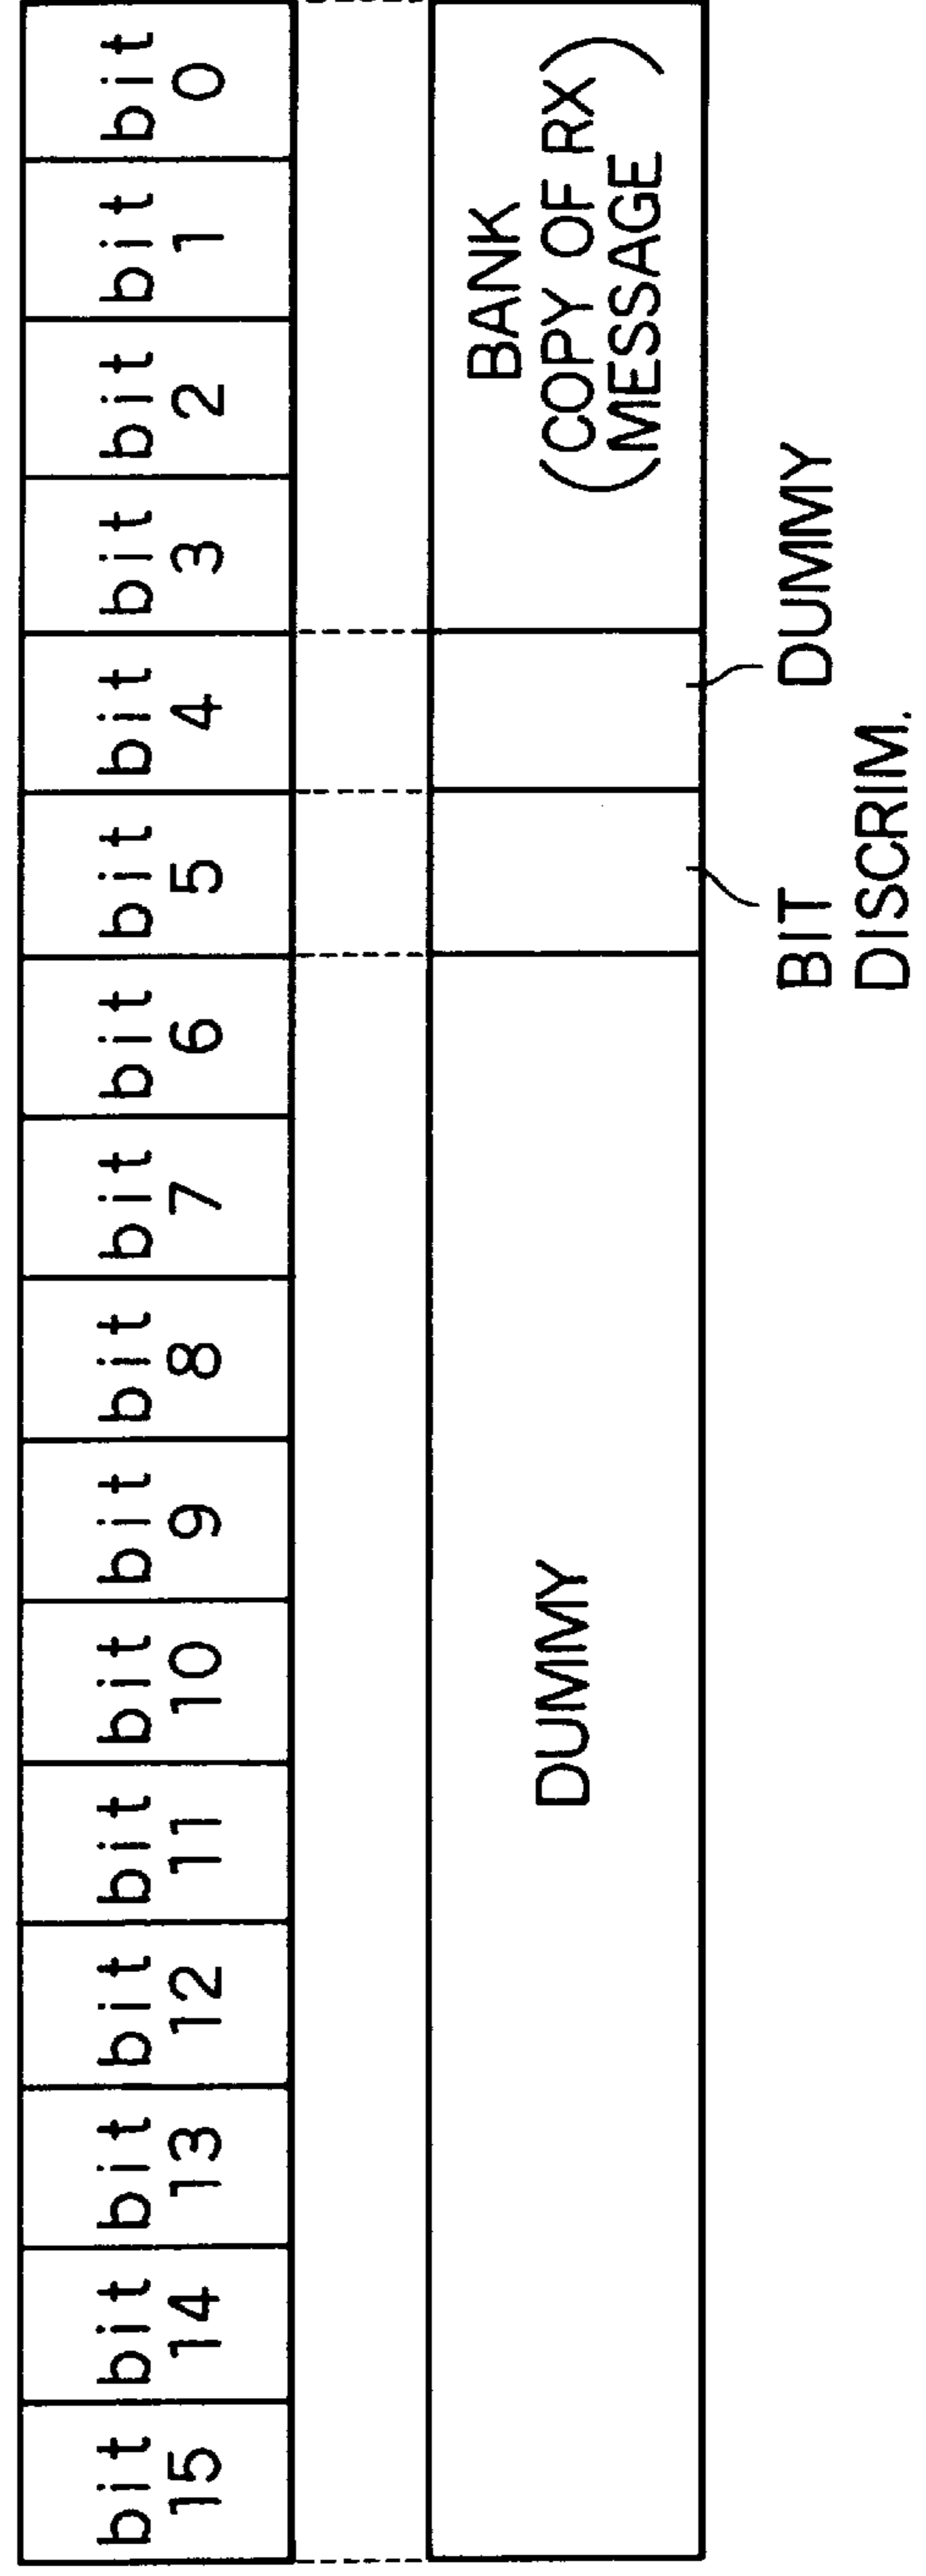 bit bit bit bit bit bit bit bit bit bit bit bit bit bit bit bit
15 14 13 12 11 10 9 8 7 6 5 4 3 2 1 0
DUMMY
BANK
(COPY OF RX)
(MESSAGE)
BIT
DISCRIM.
DUMMY